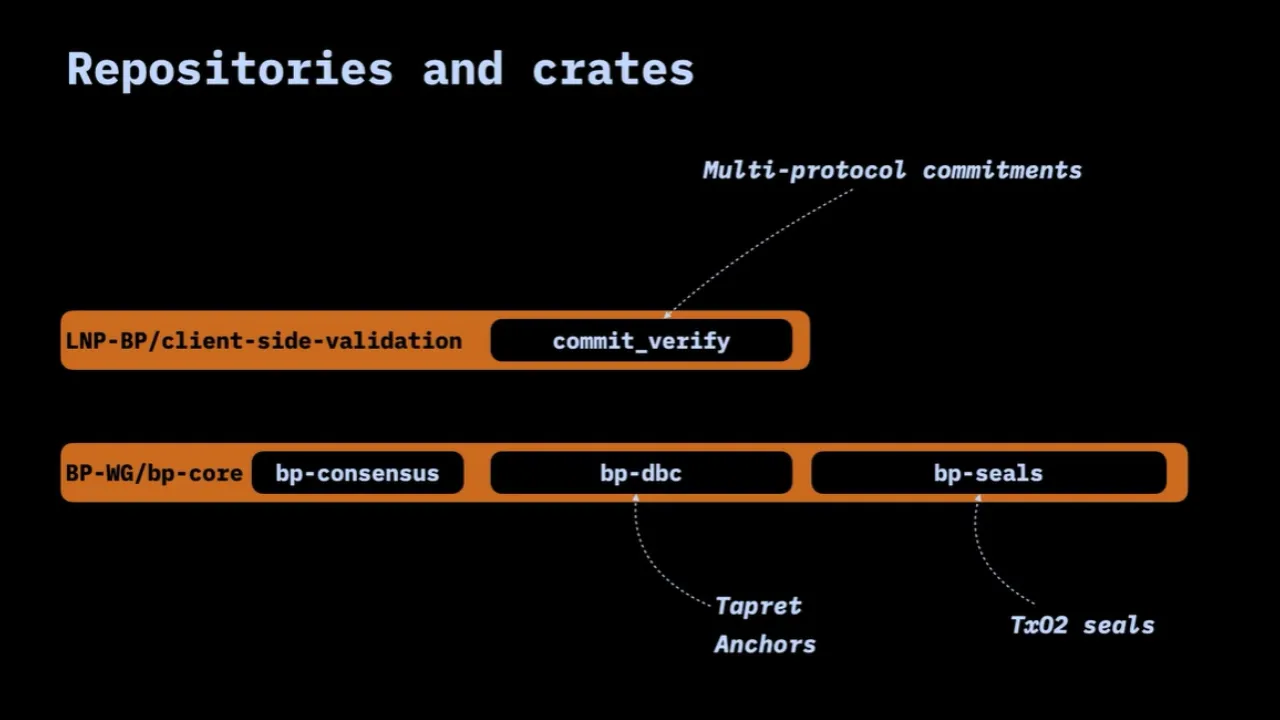 Repositories and crates
Multi-protocol commitments
LNP-BP/client-side-validation
commit_verify
BP-WG/bp-core
bp-consensus
bp-dbc
bp-seals
Tapret
Anchors
TxO2 seals